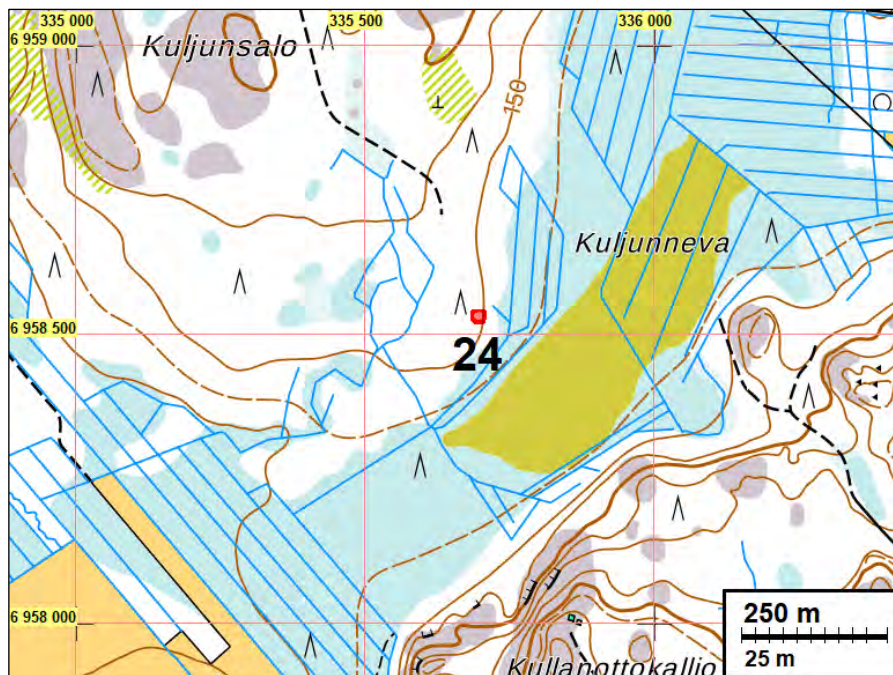 335 000
335 500
336 000
6 959 000
Kuljunsalo
150
Kuljunneva
6 958 500
24
6 958 000
250 m
25 m
Kullanottokallio